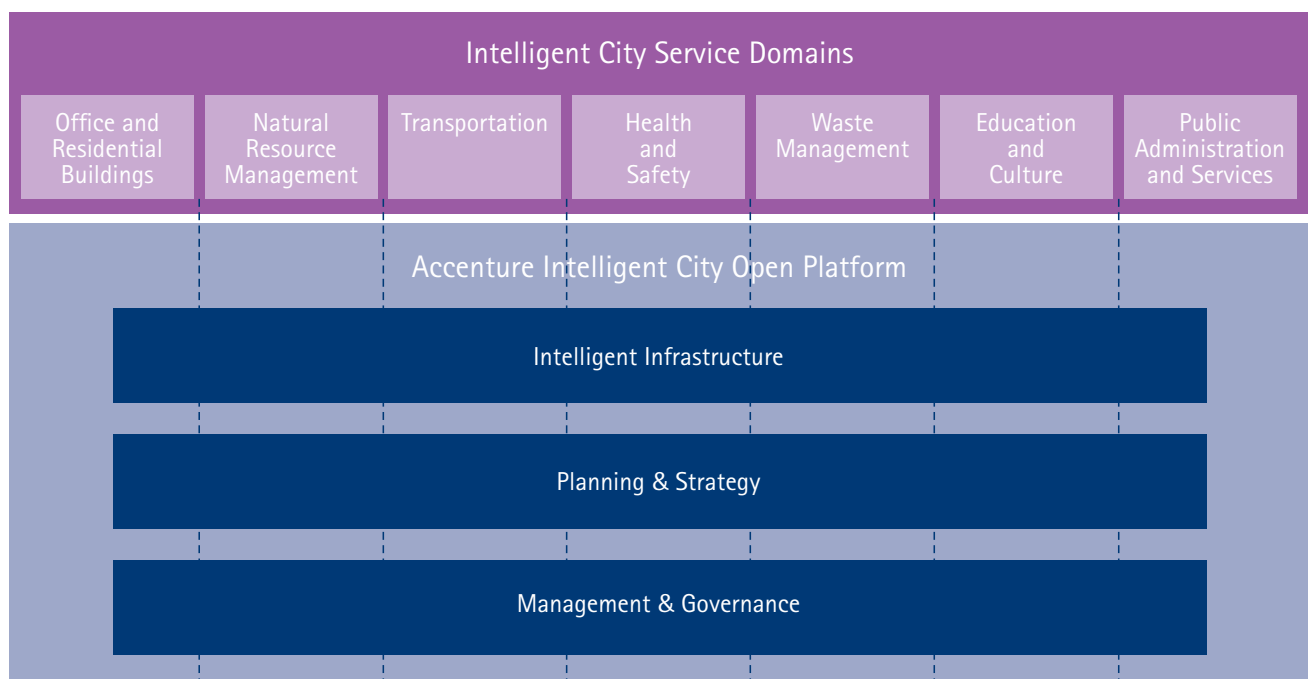 Intelligent City Service Domains
Office and
Residential
Buildings
Natural
Resource
Management
Transportation
Health
and
Safety
Waste
Management
Education
and
Culture
Public
Administration
and Services
Accenture Intelligent City Open Platform
Intelligent Infrastructure
Planning & Strategy
Management & Governance